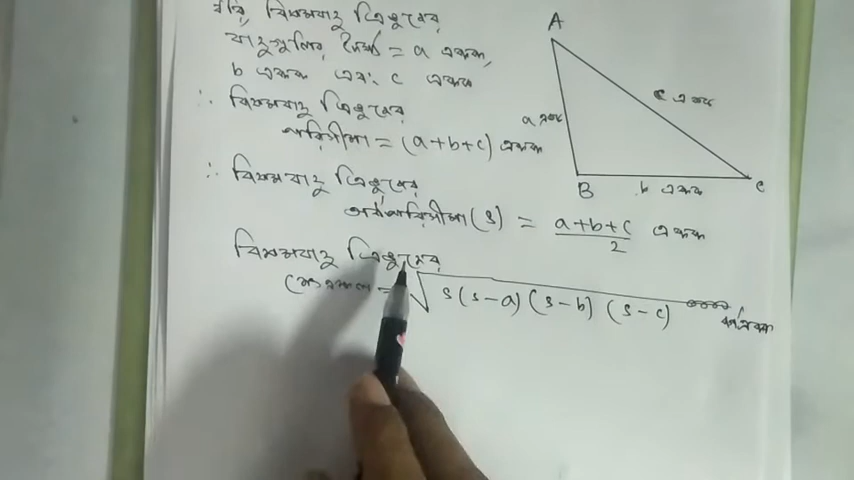 ধরি, বিষমবাহু ত্রিভুজের
বাহুগুলির দৈর্ঘ্য = a একক,
b একক এবং c একক
∴ বিষমবাহু ত্রিভুজের
পরিসীমা = (a+b+c) একক
∴ বিষমবাহু ত্রিভুজের
অর্ধপরিসীমা (s) = a+b+c/2 একক
বিষমবাহু ত্রিভুজের
ক্ষেত্রফল = √s(s-a)(s-b)(s-c) বর্গএকক
A
a একক
c একক
B
b একক
C